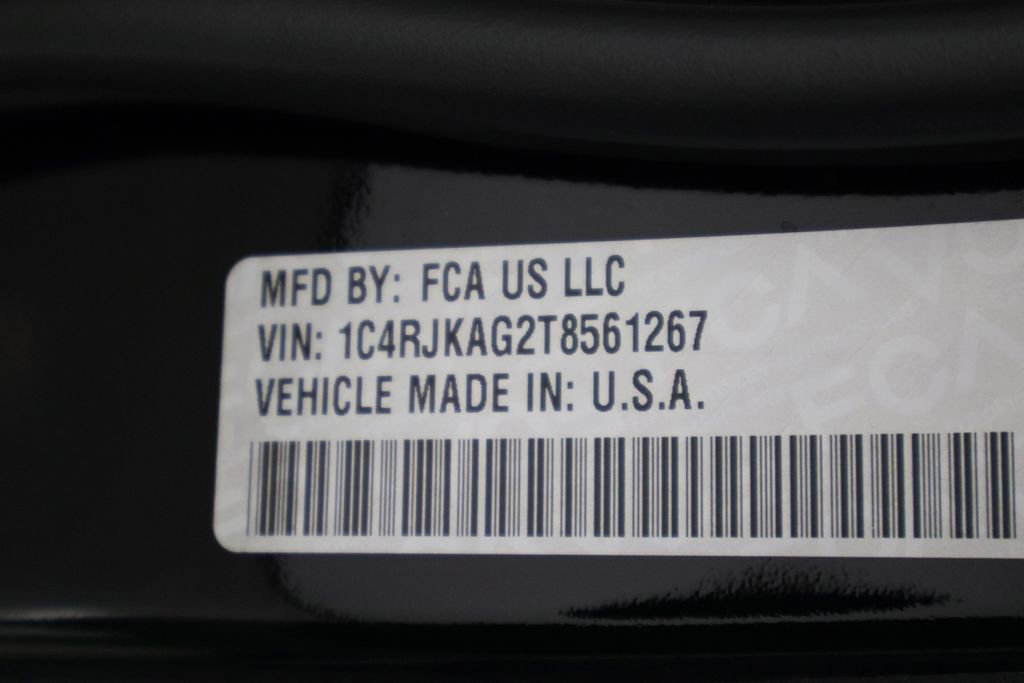 MFD BY: FCA US LLC
VIN: 1C4RJKAG2T8561267
VEHICLE MADE IN: U.S.A.